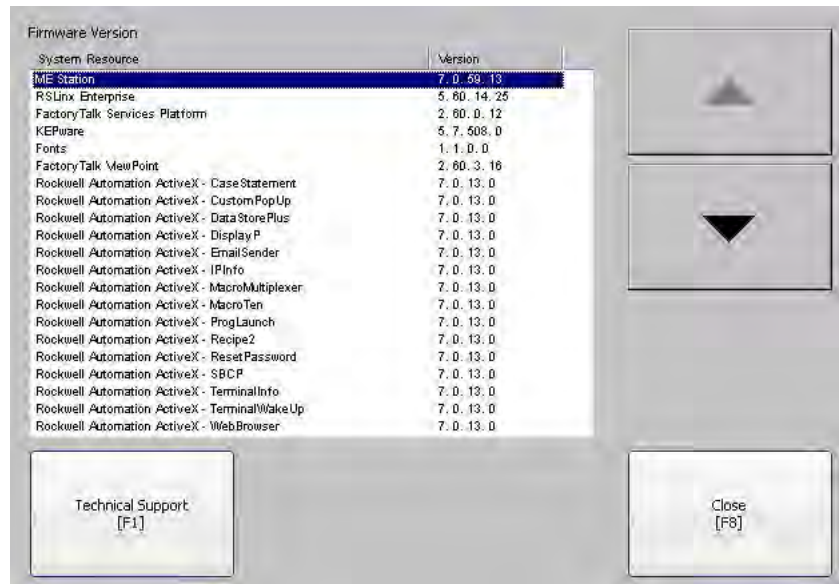 Firmware Version
System Resource Version
ME Station 7.0.59.13
RSLinx Enterprise 5.60.14.25
FactoryTalk Services Platform 2.60.0.12
KEPware 5.7.508.0
Fonts 1.1.0.0
FactoryTalk ViewPoint 2.60.3.16
Rockwell Automation ActiveX - CaseStatement 7.0.13.0
Rockwell Automation ActiveX - CustomPopUp 7.0.13.0
Rockwell Automation ActiveX - DataStorePlus 7.0.13.0
Rockwell Automation ActiveX - DisplayP 7.0.13.0
Rockwell Automation ActiveX - EmailSender 7.0.13.0
Rockwell Automation ActiveX - IPInfo 7.0.13.0
Rockwell Automation ActiveX - MacroMultiplexer 7.0.13.0
Rockwell Automation ActiveX - MacroTen 7.0.13.0
Rockwell Automation ActiveX - ProgLaunch 7.0.13.0
Rockwell Automation ActiveX - Recipe2 7.0.13.0
Rockwell Automation ActiveX - ResetPassword 7.0.13.0
Rockwell Automation ActiveX - SBCP 7.0.13.0
Rockwell Automation ActiveX - TerminalInfo 7.0.13.0
Rockwell Automation ActiveX - TerminalWakeUp 7.0.13.0
Rockwell Automation ActiveX - WebBrowser 7.0.13.0
Technical Support
[F1]
Close
[F8]